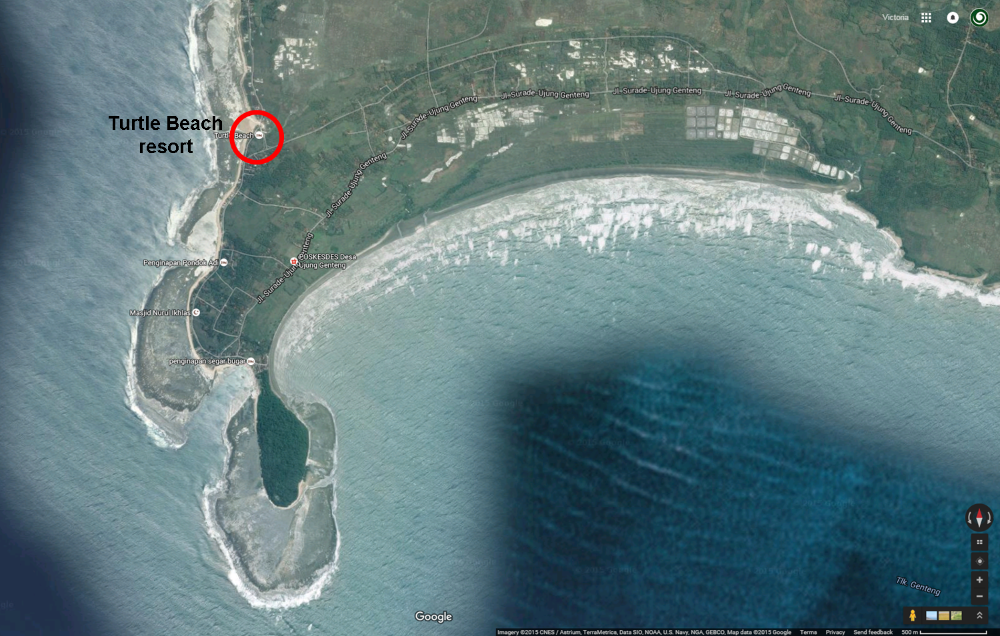 Victoria
Jl. Surade-Ujung Genteng
Jl. Surade-Ujung Genteng
Jl. Surade-Ujung Genteng
Jl. Surade-Ujung Genteng
Jl. Surade-Ujung Genteng
Turtle Beach
resort
Turtle Beach
Jl. Surade-Ujung Genteng
Jl. Surade-Ujung Genteng
POSKESDES Desa
Ujung Genteng
Penginapan Pondok Adi
Masjid Nurul Ikhlas
penginapan segar bugar
© 2015 Google
Tlk. Genteng
Google
Imagery ©2015 CNES / Astrium, TerraMetrics, Data SIO, NOAA, U.S. Navy, NGA, GEBCO, Map data ©2015 Google
Terms
Privacy
Send feedback
500 m